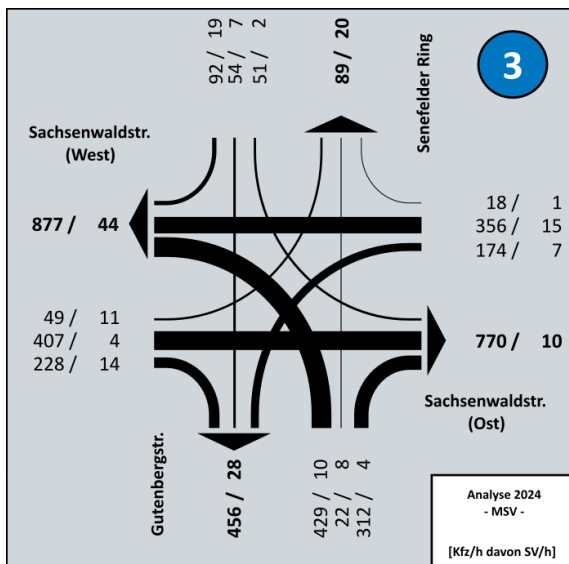 92 / 19
54 / 7
51 / 2
89 / 20
Senefelder Ring
3
Sachsenwaldstr.
(West)
877 / 44
18 / 1
356 / 15
174 / 7
49 / 11
407 / 4
228 / 14
770 / 10
Sachsenwaldstr.
(Ost)
Gutenbergstr.
456 / 28
429 / 10
22 / 8
312 / 4
Analyse 2024
- MSV -
[Kfz/h davon SV/h]